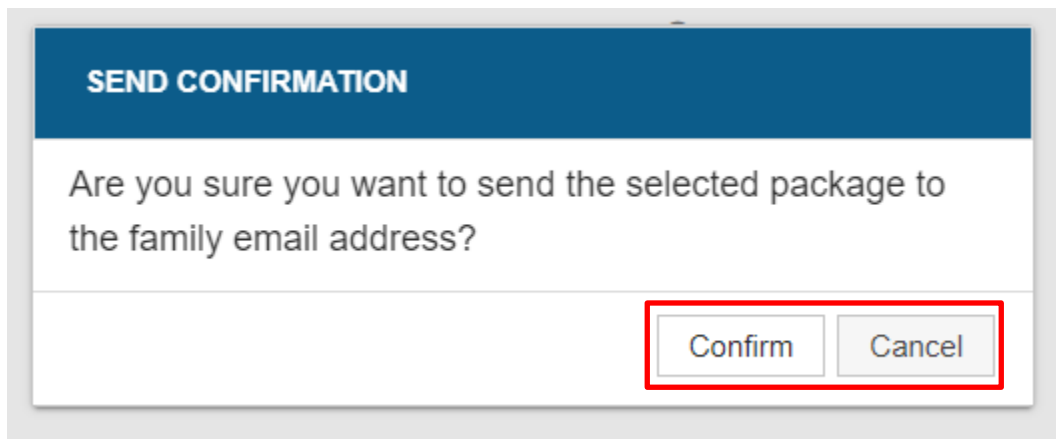 SEND CONFIRMATION
Are you sure you want to send the selected package to
the family email address?
Confirm Cancel